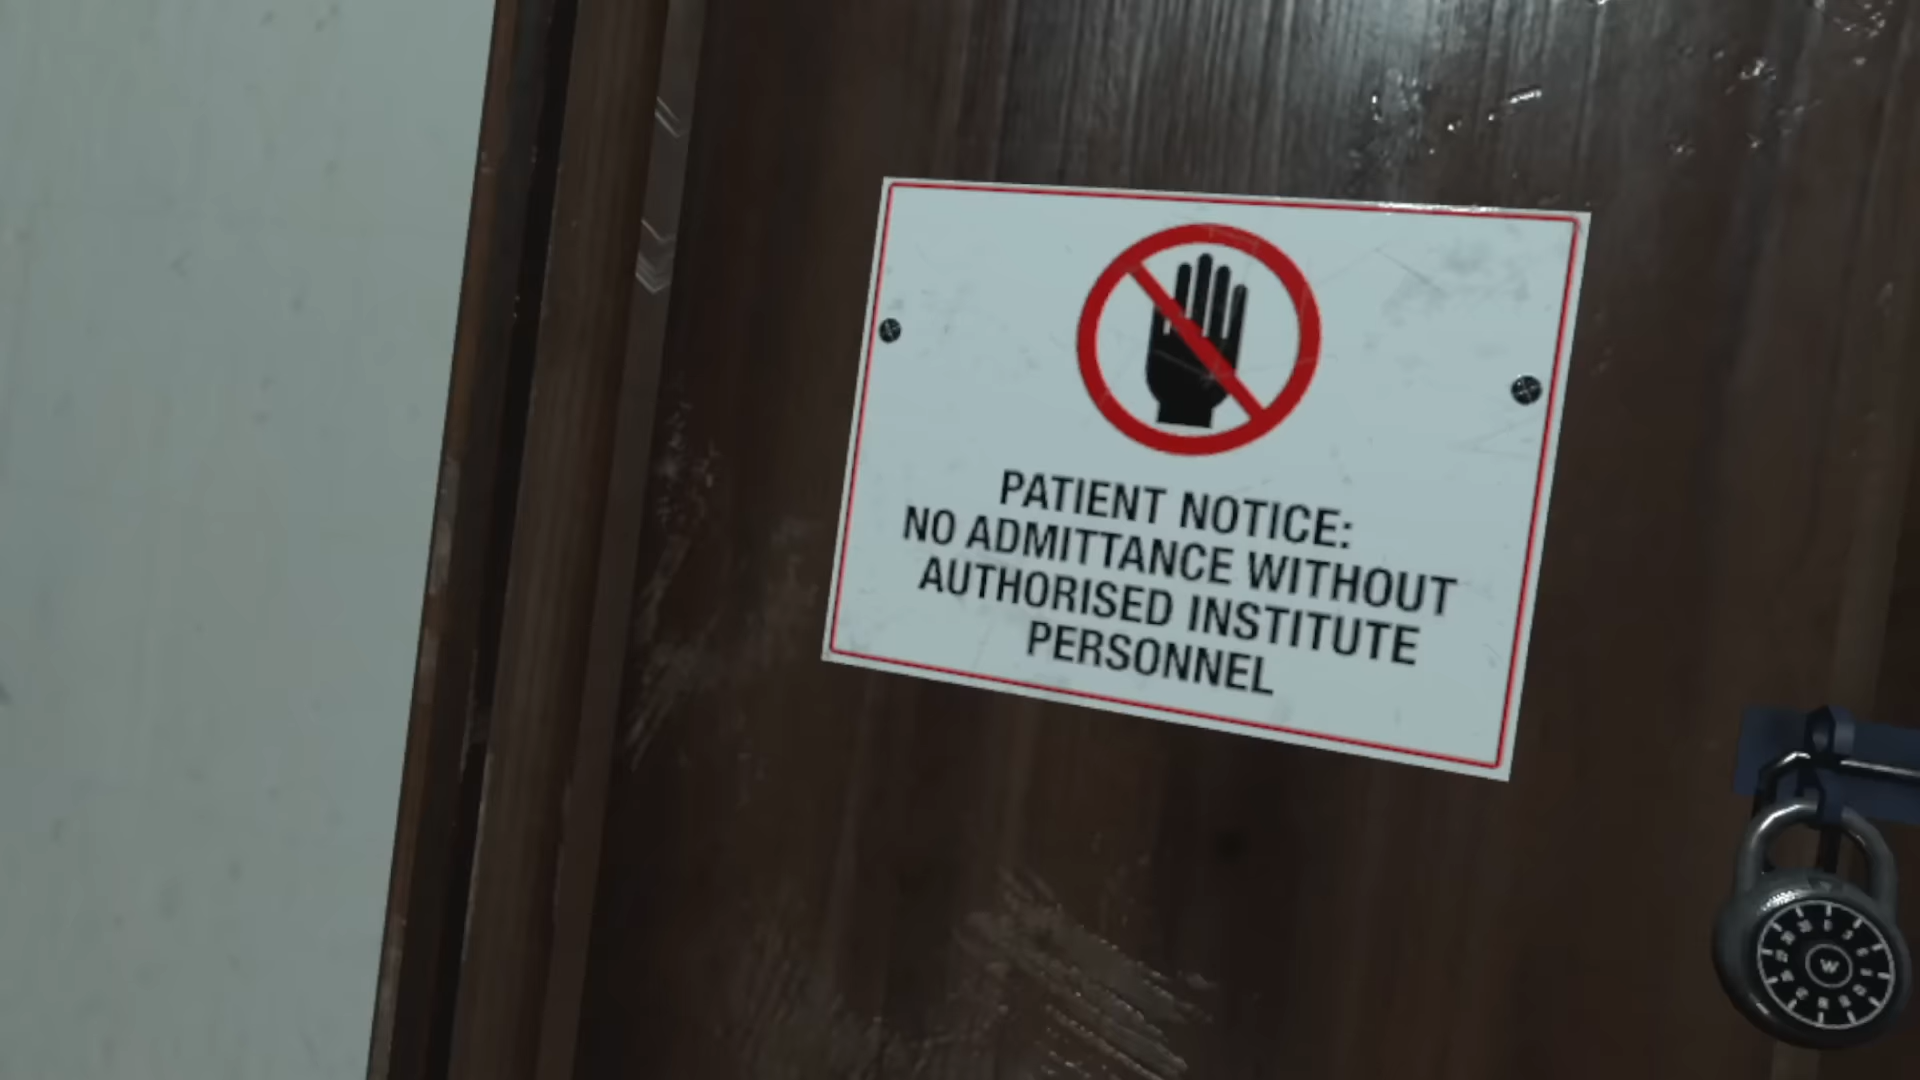 PATIENT NOTICE:
NO ADMITTANCE WITHOUT
AUTHORISED INSTITUTE
PERSONNEL
W